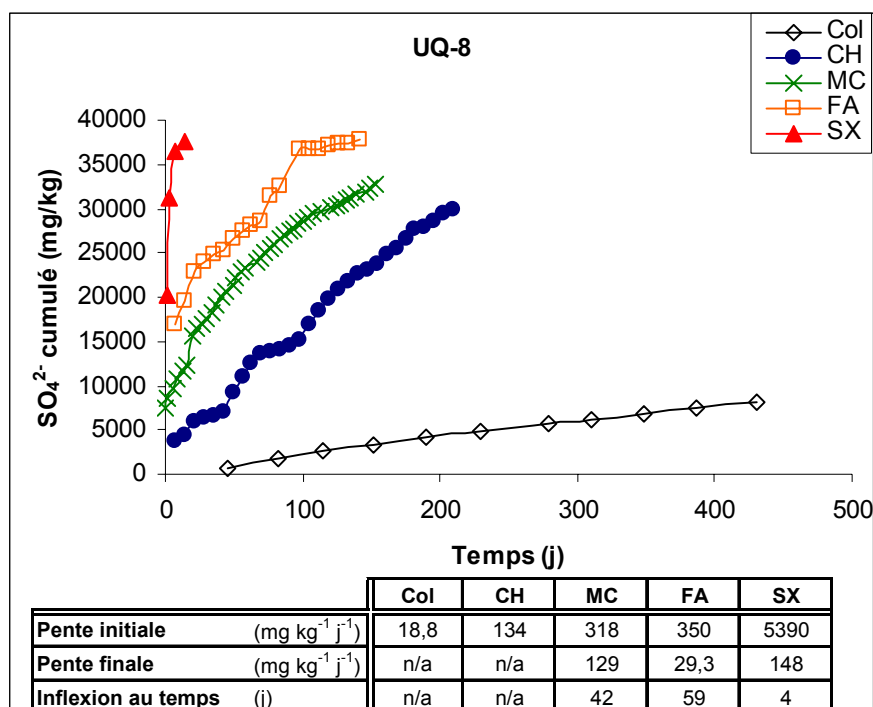 UQ-8
Col
CH
MC
FA
SX
SO₄²⁻ cumulé (mg/kg)
40000
35000
30000
25000
20000
15000
10000
5000
0
0 100 200 300 400 500
Temps (j)
Col CH MC FA SX
Pente initiale (mg kg⁻¹ j⁻¹) 18,8 134 318 350 5390
Pente finale (mg kg⁻¹ j⁻¹) n/a n/a 129 29,3 148
Inflexion au temps (j) n/a n/a 42 59 4